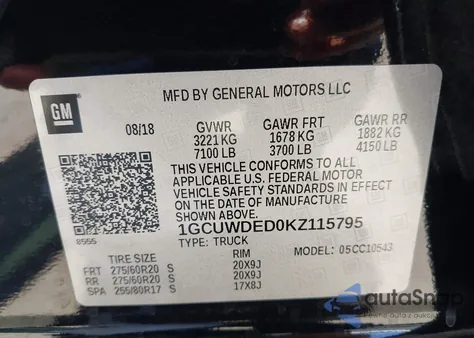 MFD BY GENERAL MOTORS LLC
GM
08/18 GVWR GAWR FRT GAWR RR
3221 KG 1678 KG 1882 KG
7100 LB 3700 LB 4150 LB
THIS VEHICLE CONFORMS TO ALL
APPLICABLE U.S. FEDERAL MOTOR
VEHICLE SAFETY STANDARDS IN EFFECT
ON THE DATE OF MANUFACTURE
SHOWN ABOVE.
1GCUWDED0KZ115795
8555
TYPE: TRUCK MODEL: 05CC10543
TIRE SIZE RIM
FRT 275/60R20 S 20X9J
RR 275/60R20 S 20X9J
SPA 255/80R17 S 17X8J
autaSnap